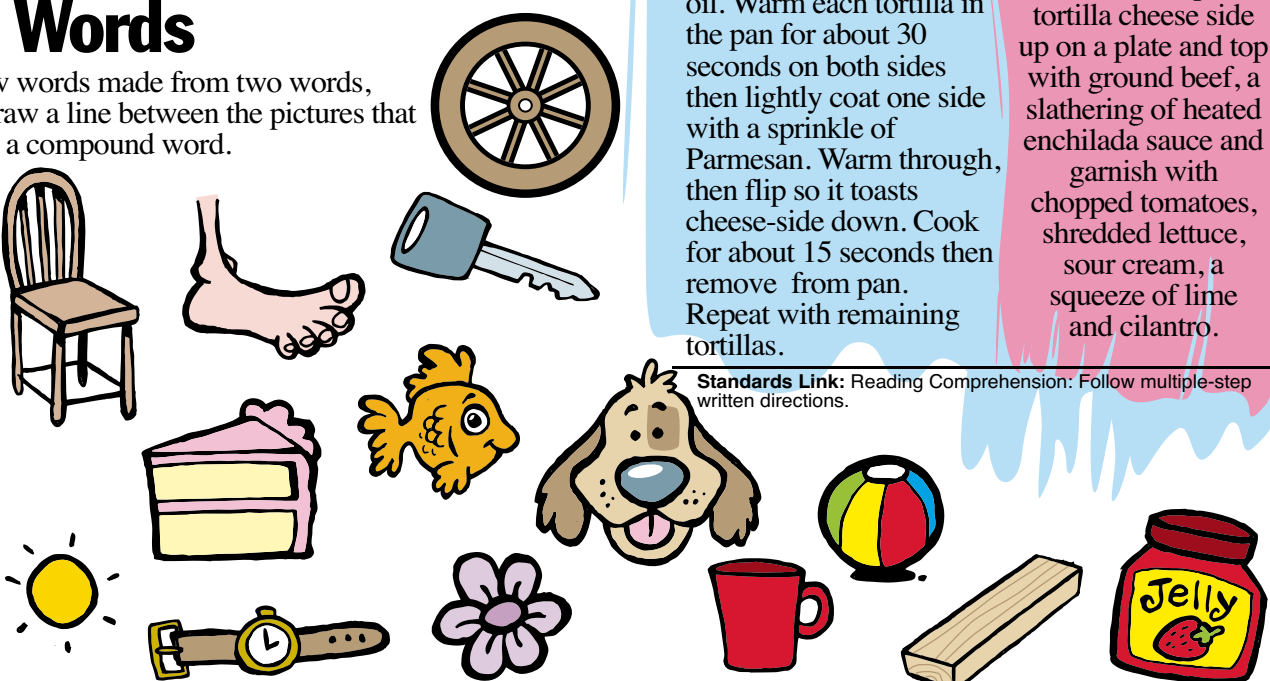 Words
words made from two words,
raw a line between the pictures that
a compound word.
oil. Warm each tortilla in
the pan for about 30
seconds on both sides
then lightly coat one side
with a sprinkle of
Parmesan. Warm through,
then flip so it toasts
cheese-side down. Cook
for about 15 seconds then
remove from pan.
Repeat with remaining
tortillas.
tortilla cheese side
up on a plate and top
with ground beef, a
slathering of heated
enchilada sauce and
garnish with
chopped tomatoes,
shredded lettuce,
sour cream, a
squeeze of lime
and cilantro.
Standards Link: Reading Comprehension: Follow multiple-step
written directions.
Jelly